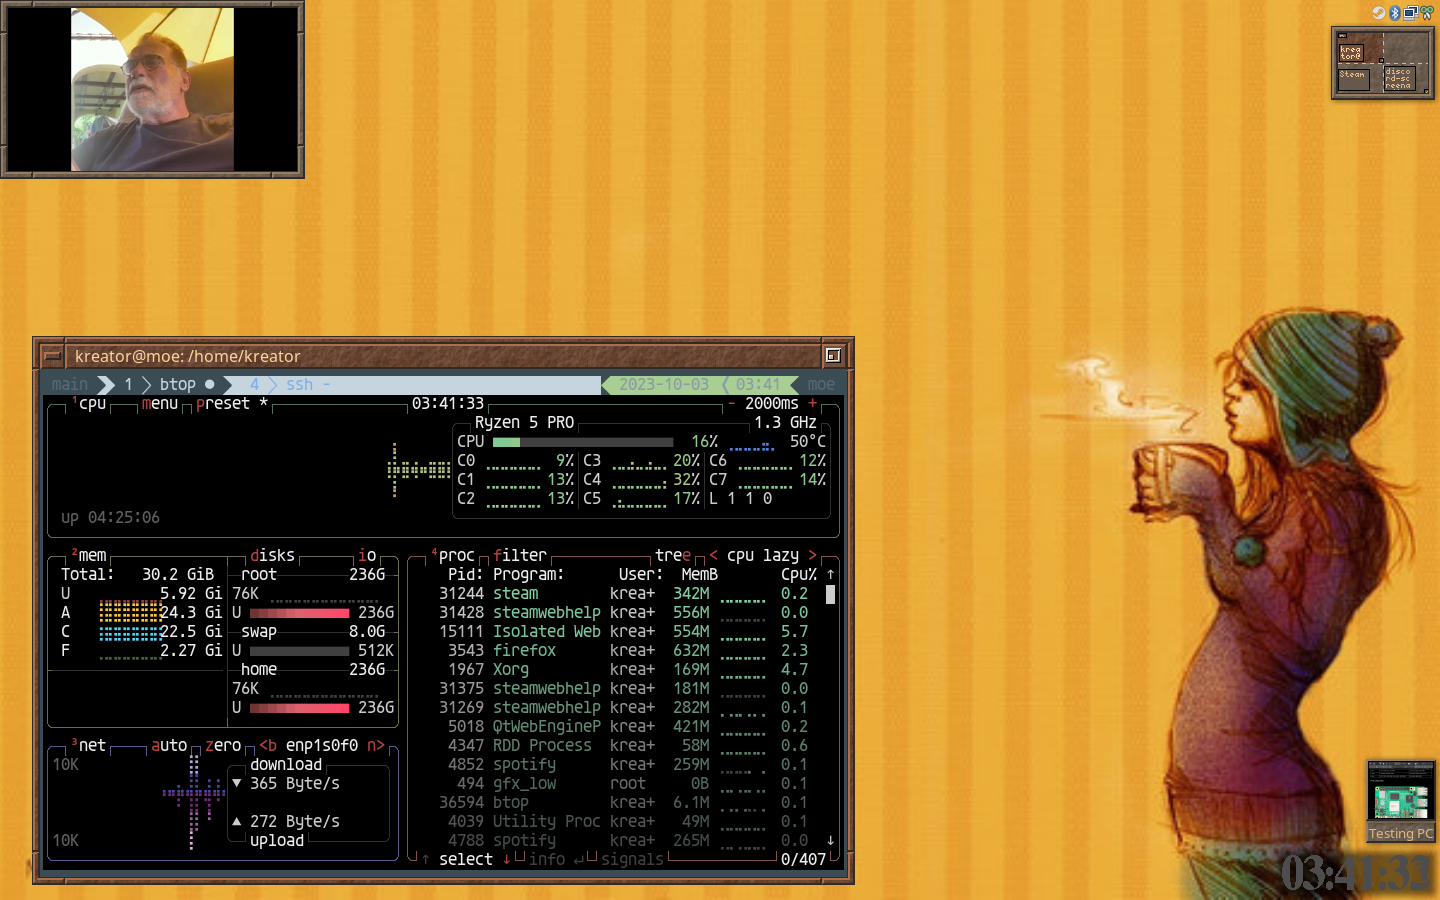 krea
tor@
Steam
disco
rd-sc
reena
kreator@moe: /home/kreator
main 1 btop ● 4 ssh - 2023-10-03 03:41 moe
¹cpu menu preset * 03:41:33 - 2000ms +
Ryzen 5 PRO 1.3 GHz
CPU 16% 50°C
C0 9% C3 20% C6 12%
C1 13% C4 32% C7 14%
C2 13% C5 17% L 1 1 0
up 04:25:06
²mem disks io
Total: 30.2 GiB
U 5.92 Gi
A 24.3 Gi
C 22.5 Gi
F 2.27 Gi
root 236G
76K
U 236G
swap 8.0G
U 512K
home 236G
76K
U 236G
³net auto zero <b enp1s0f0 n>
10K
download
▼ 365 Byte/s
▲ 272 Byte/s
upload
10K
⁴proc filter tree < cpu lazy >
Pid: Program: User: MemB Cpu% ↑
31244 steam krea+ 342M 0.2
31428 steamwebhelp krea+ 556M 0.0
15111 Isolated Web krea+ 554M 5.7
3543 firefox krea+ 632M 2.3
1967 Xorg krea+ 169M 4.7
31375 steamwebhelp krea+ 181M 0.0
31269 steamwebhelp krea+ 282M 0.1
5018 QtWebEngineP krea+ 421M 0.2
4347 RDD Process krea+ 58M 0.6
4852 spotify krea+ 259M 0.1
494 gfx_low root 0B 0.1
36594 btop krea+ 6.1M 0.1
4039 Utility Proc krea+ 49M 0.1
4788 spotify krea+ 265M 0.0 ↓
↑ select ↓ info ↵ signals 0/407
Testing PC
03:41:33